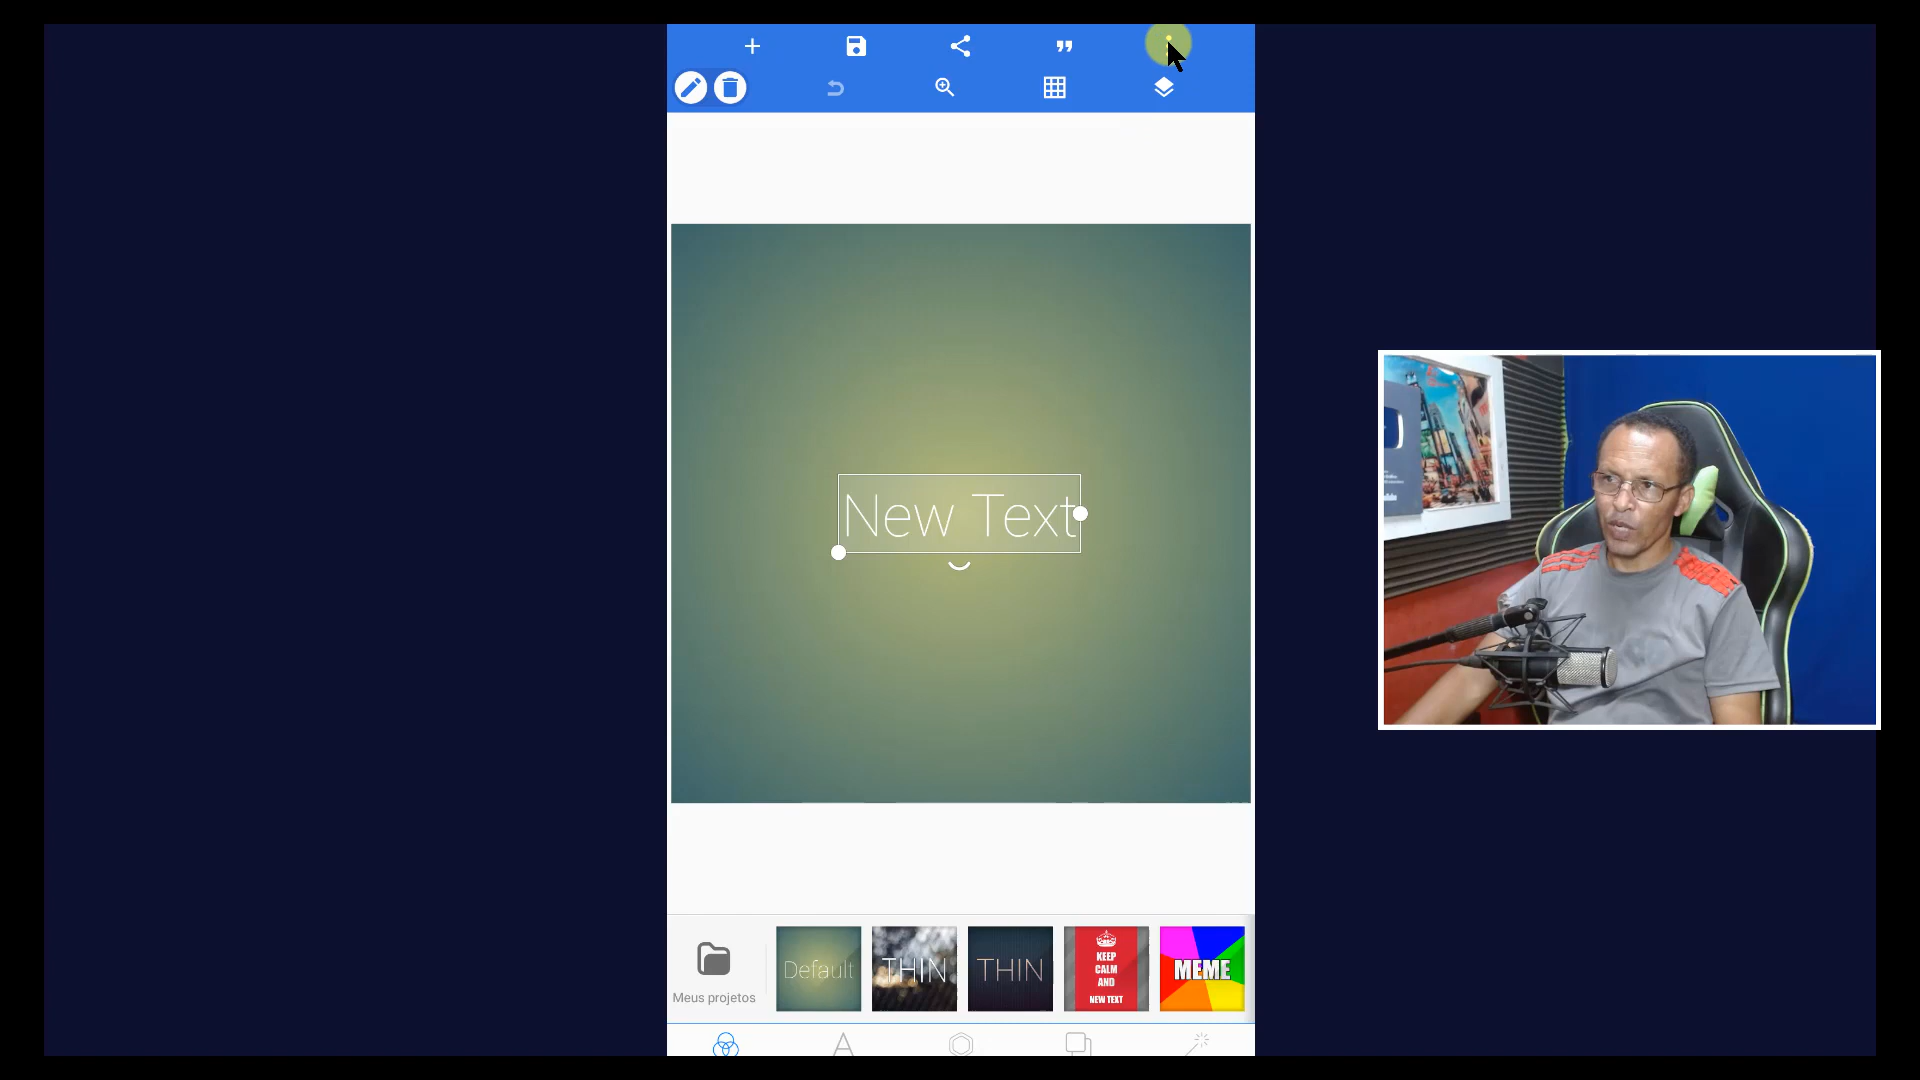 New Text
Meus projetos
Default
THIN
THIN
KEEP
CALM
AND
NEW TEXT
MEME